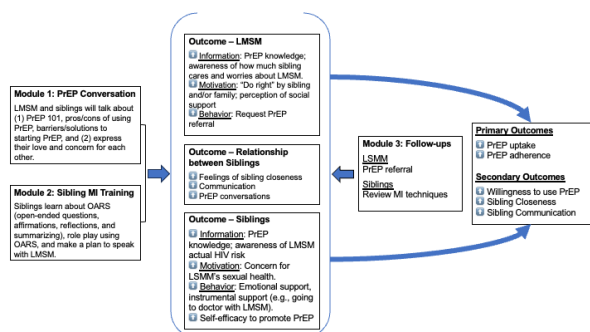 Module 1: PrEP Conversation
LMSM and siblings will talk about
(1) PrEP 101, pros/cons of using
PrEP, barriers/solutions to
starting PrEP, and (2) express
their love and concern for each
other.
Module 2: Sibling MI Training
Siblings learn about OARS
(open-ended questions,
affirmations, reflections, and
summarizing), role play using
OARS, and make a plan to speak
with LMSM.
Outcome – LMSM
Information: PrEP knowledge;
awareness of how much sibling
cares and worries about LMSM.
Motivation: “Do right” by sibling
and/or family; perception of social
support
Behavior: Request PrEP
referral
Outcome – Relationship
between Siblings
Feelings of sibling closeness
Communication
PrEP conversations
Outcome – Siblings
Information: PrEP
knowledge; awareness of LMSM
actual HIV risk
Motivation: Concern for
LSMM’s sexual health.
Behavior: Emotional support,
instrumental support (e.g., going
to doctor with LMSM).
Self-efficacy to promote PrEP
Module 3: Follow-ups
LSMM
PrEP referral
Siblings
Review MI techniques
Primary Outcomes
PrEP uptake
PrEP adherence
Secondary Outcomes
Willingness to use PrEP
Sibling Closeness
Sibling Communication